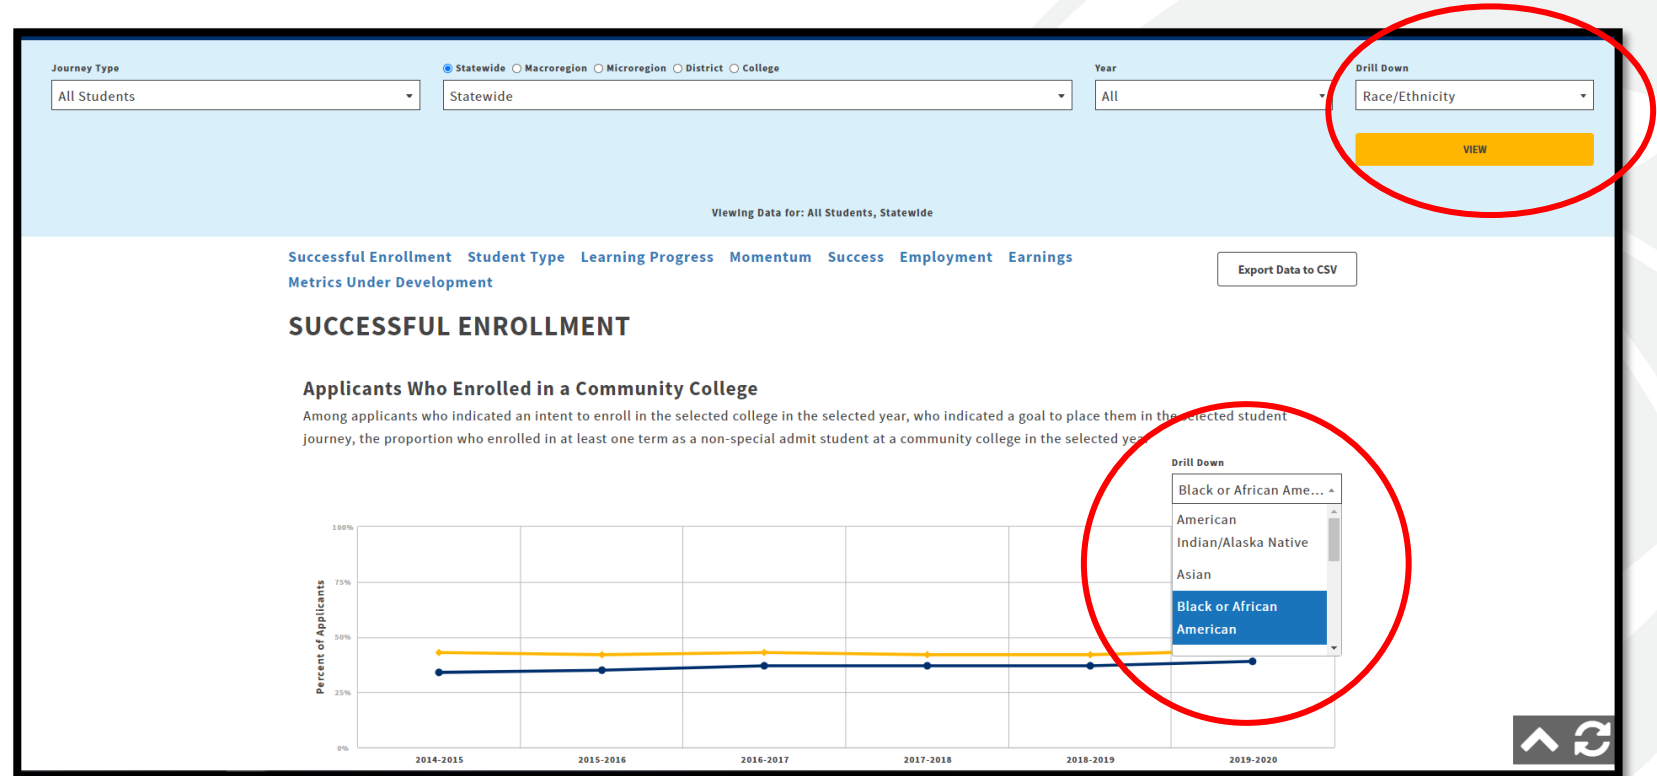 Journey Type
Statewide Macroregion Microregion District College
Year
Drill Down
All Students
Statewide
All
Race/Ethnicity
VIEW
Viewing Data for: All Students, Statewide
Successful Enrollment Student Type Learning Progress Momentum Success Employment Earnings
Metrics Under Development
Export Data to CSV
SUCCESSFUL ENROLLMENT
Applicants Who Enrolled in a Community College
Among applicants who indicated an intent to enroll in the selected college in the selected year, who indicated a goal to place them in the selected student
journey, the proportion who enrolled in at least one term as a non-special admit student at a community college in the selected year
Drill Down
Black or African Ame...
American
Indian/Alaska Native
Asian
Black or African
American
Percent of Applicants
100%
75%
50%
25%
0%
2014-2015
2015-2016
2016-2017
2017-2018
2018-2019
2019-2020